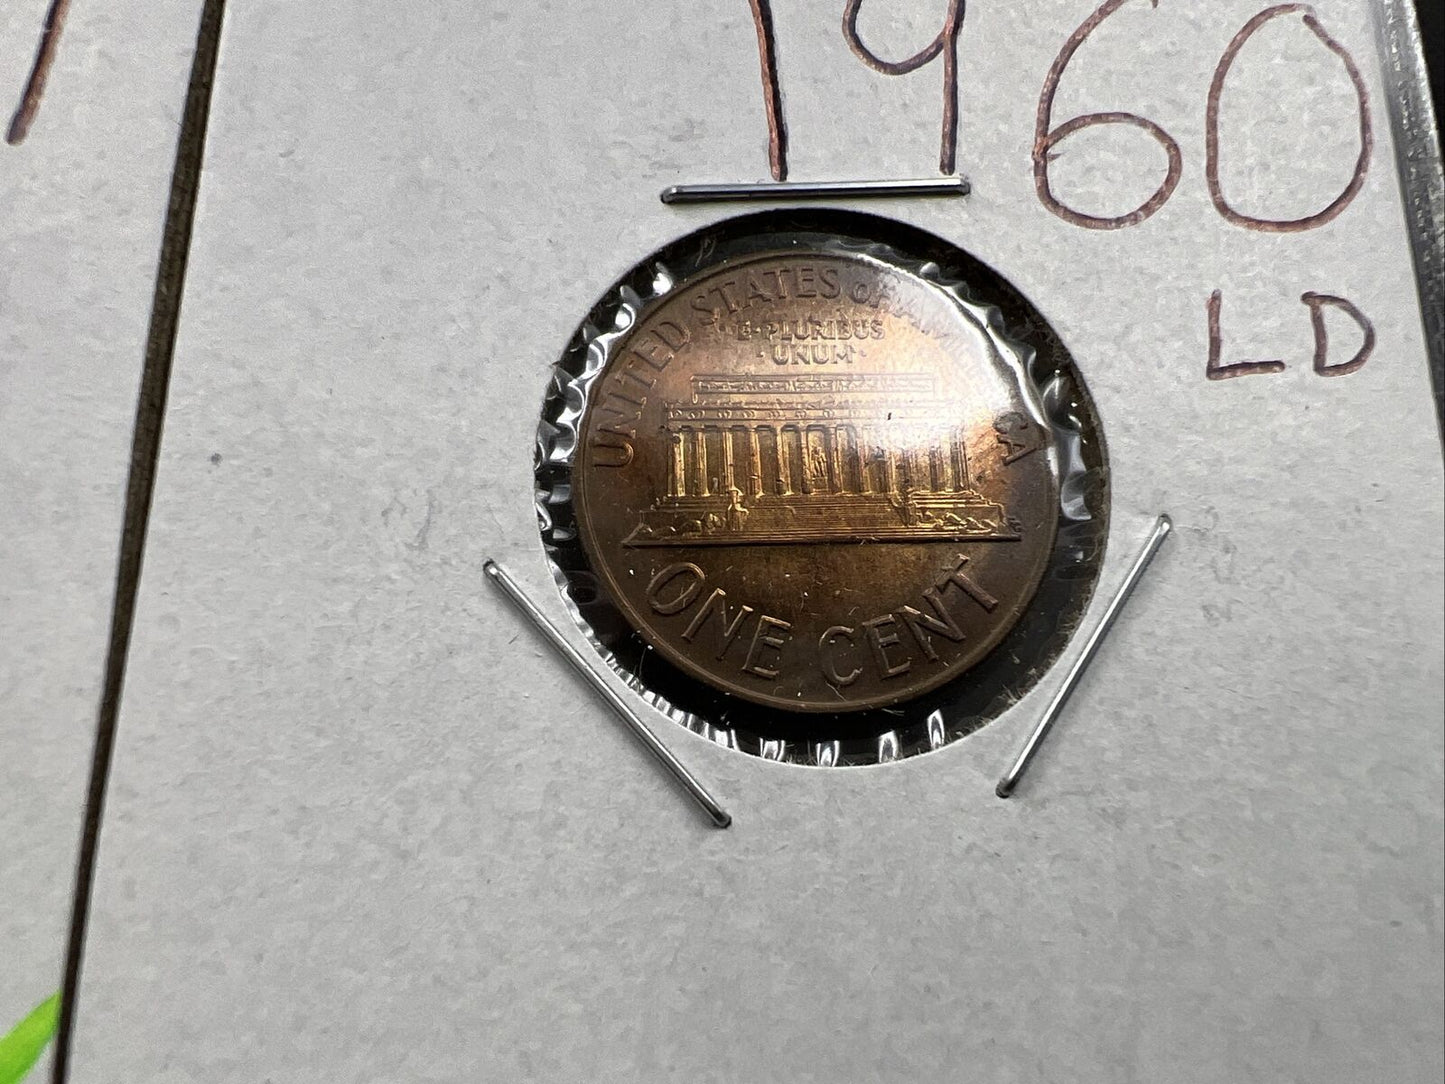 1960
LD
UNITED STATES OF AMERICA
E·PLURIBUS
·UNUM·
ONE CENT